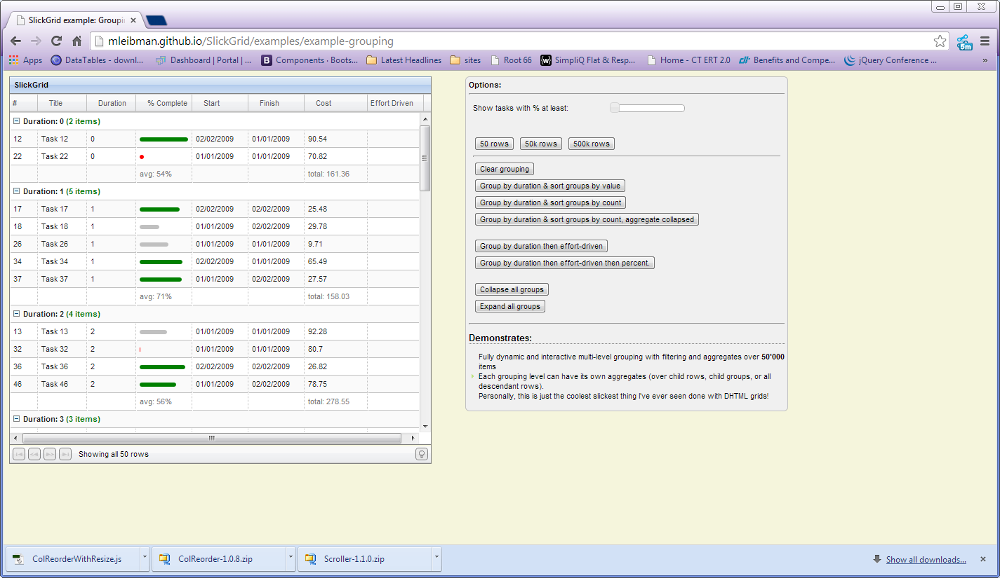 SlickGrid example: Groupin
mleibman.github.io/SlickGrid/examples/example-grouping
5m
Apps DataTables - downl... Dashboard | Portal | ... B Components · Boots... Latest Headlines sites Root 66 [w] SimpliQ Flat & Resp... Home - CT ERT 2.0 Benefits and Compe... jQuery Conference ... »
SlickGrid
# Title Duration % Complete Start Finish Cost Effort Driven
Duration: 0 (2 items)
12 Task 12 0 02/02/2009 01/01/2009 90.54
22 Task 22 0 01/01/2009 01/01/2009 70.82
avg: 54% total: 161.36
Duration: 1 (5 items)
17 Task 17 1 02/02/2009 02/02/2009 25.48
18 Task 18 1 01/01/2009 02/02/2009 29.78
26 Task 26 1 01/01/2009 01/01/2009 9.71
34 Task 34 1 02/02/2009 01/01/2009 65.49
37 Task 37 1 01/01/2009 02/02/2009 27.57
avg: 71% total: 158.03
Duration: 2 (4 items)
13 Task 13 2 01/01/2009 01/01/2009 92.28
32 Task 32 2 01/01/2009 01/01/2009 80.7
36 Task 36 2 02/02/2009 02/02/2009 26.82
46 Task 46 2 01/01/2009 02/02/2009 78.75
avg: 56% total: 278.55
Duration: 3 (3 items)
Showing all 50 rows
Options:
Show tasks with % at least:
50 rows 50k rows 500k rows
Clear grouping
Group by duration & sort groups by value
Group by duration & sort groups by count
Group by duration & sort groups by count, aggregate collapsed
Group by duration then effort-driven
Group by duration then effort-driven then percent.
Collapse all groups
Expand all groups
Demonstrates:
Fully dynamic and interactive multi-level grouping with filtering and aggregates over 50'000
items
Each grouping level can have its own aggregates (over child rows, child groups, or all
descendant rows).
Personally, this is just the coolest slickest thing I've ever seen done with DHTML grids!
ColReorderWithResize.js ColReorder-1.0.8.zip Scroller-1.1.0.zip Show all downloads...